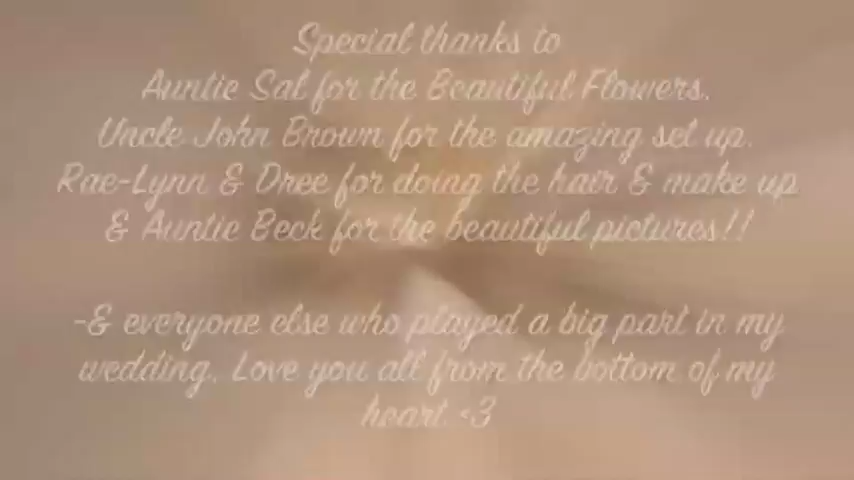 Special thanks to
Auntie Sal for the Beautiful Flowers.
Uncle John Brown for the amazing set up.
Rae-Lynn & Dree for doing the hair & make up
& Auntie Beck for the beautiful pictures!!
-& everyone else who played a big part in my
wedding. Love you all from the bottom of my
heart <3